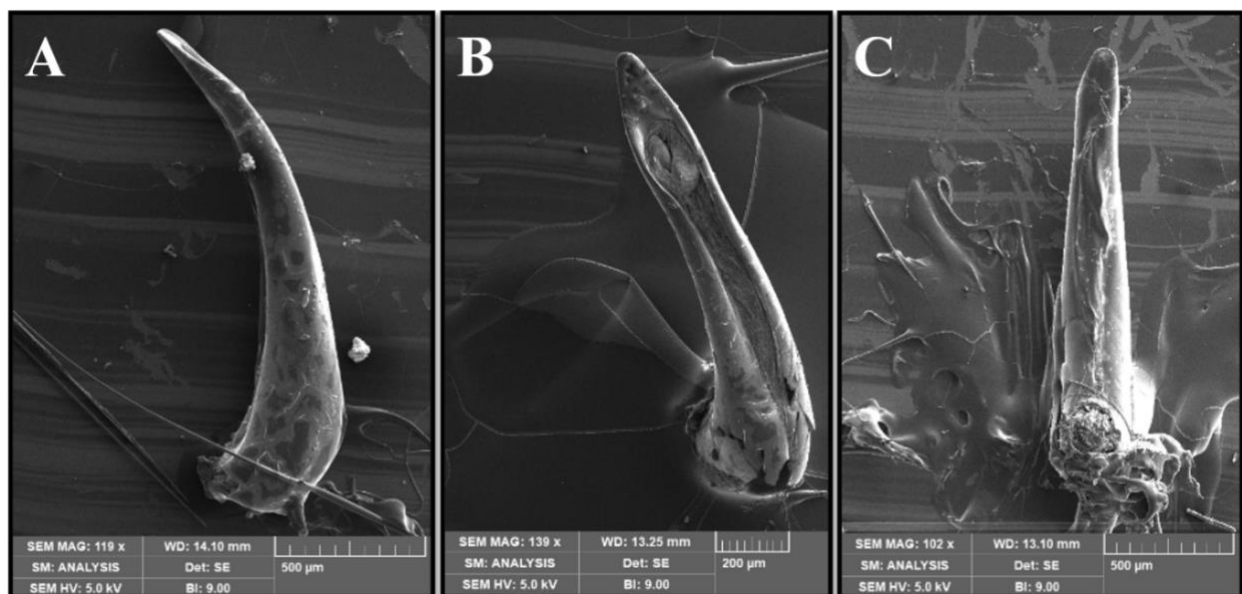 A
B
C
SEM MAG: 119 x
WD: 14.10 mm
SM: ANALYSIS
Det: SE
500 µm
SEM HV: 5.0 kV
BI: 9.00
SEM MAG: 139 x
WD: 13.25 mm
SM: ANALYSIS
Det: SE
200 µm
SEM HV: 5.0 kV
BI: 9.00
SEM MAG: 102 x
WD: 13.10 mm
SM: ANALYSIS
Det: SE
500 µm
SEM HV: 5.0 kV
BI: 9.00